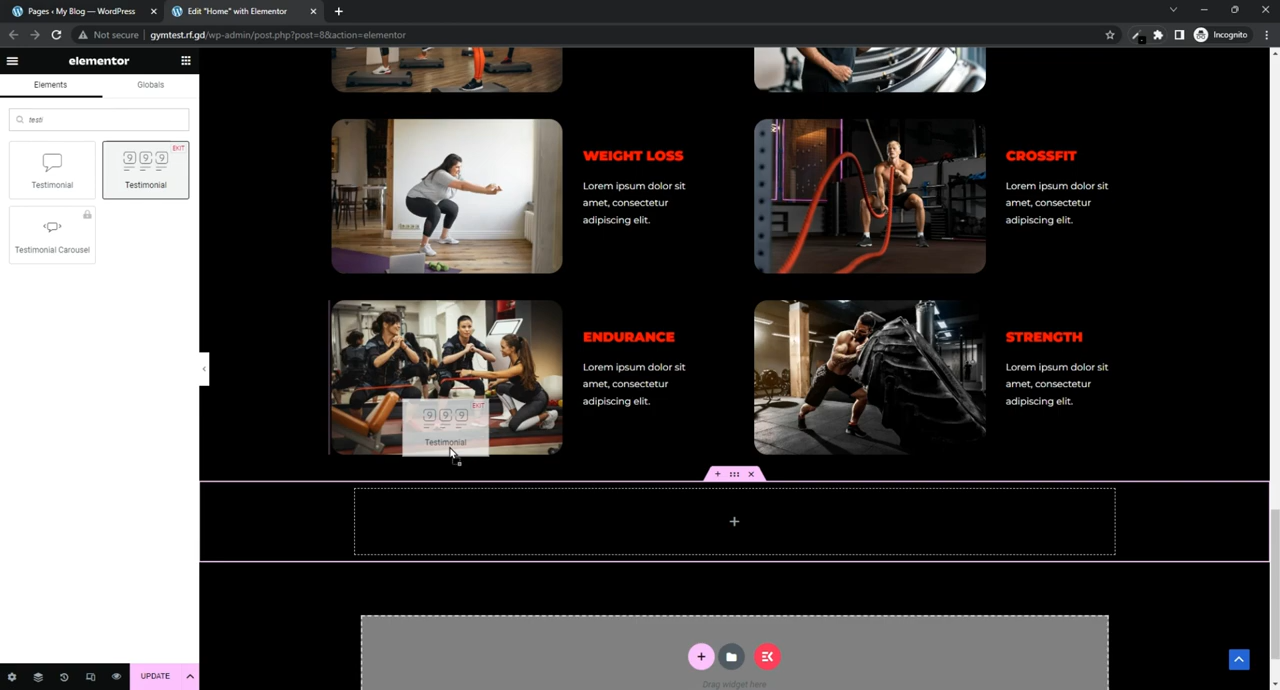 Pages ‹ My Blog — WordPress
Edit "Home" with Elementor
Not secure
gymtest.rf.gd/wp-admin/post.php?post=8&action=elementor
Incognito
elementor
Elements
Globals
testi
Testimonial
EKIT
Testimonial
Testimonial Carousel
WEIGHT LOSS
Lorem ipsum dolor sit
amet, consectetur
adipiscing elit.
CROSSFIT
Lorem ipsum dolor sit
amet, consectetur
adipiscing elit.
ENDURANCE
Lorem ipsum dolor sit
amet, consectetur
adipiscing elit.
STRENGTH
Lorem ipsum dolor sit
amet, consectetur
adipiscing elit.
EKIT
Testimonial
Drag widget here
UPDATE